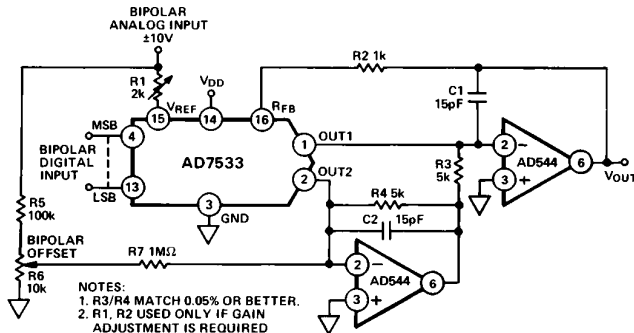 BIPOLAR
ANALOG INPUT
±10V
R1
2k
VDD
R2 1k
C1
15pF
VREF
RFB
15
14
16
MSB
4
BIPOLAR
DIGITAL
INPUT
AD7533
1
OUT1
2
OUT2
LSB
13
3
GND
R3
5k
2
–
AD544
6
3
+
VOUT
R4 5k
C2
15pF
R5
100k
BIPOLAR
OFFSET
R6
10k
R7 1MΩ
2
–
AD544
6
3
+
NOTES:
1. R3/R4 MATCH 0.05% OR BETTER.
2. R1, R2 USED ONLY IF GAIN
ADJUSTMENT IS REQUIRED